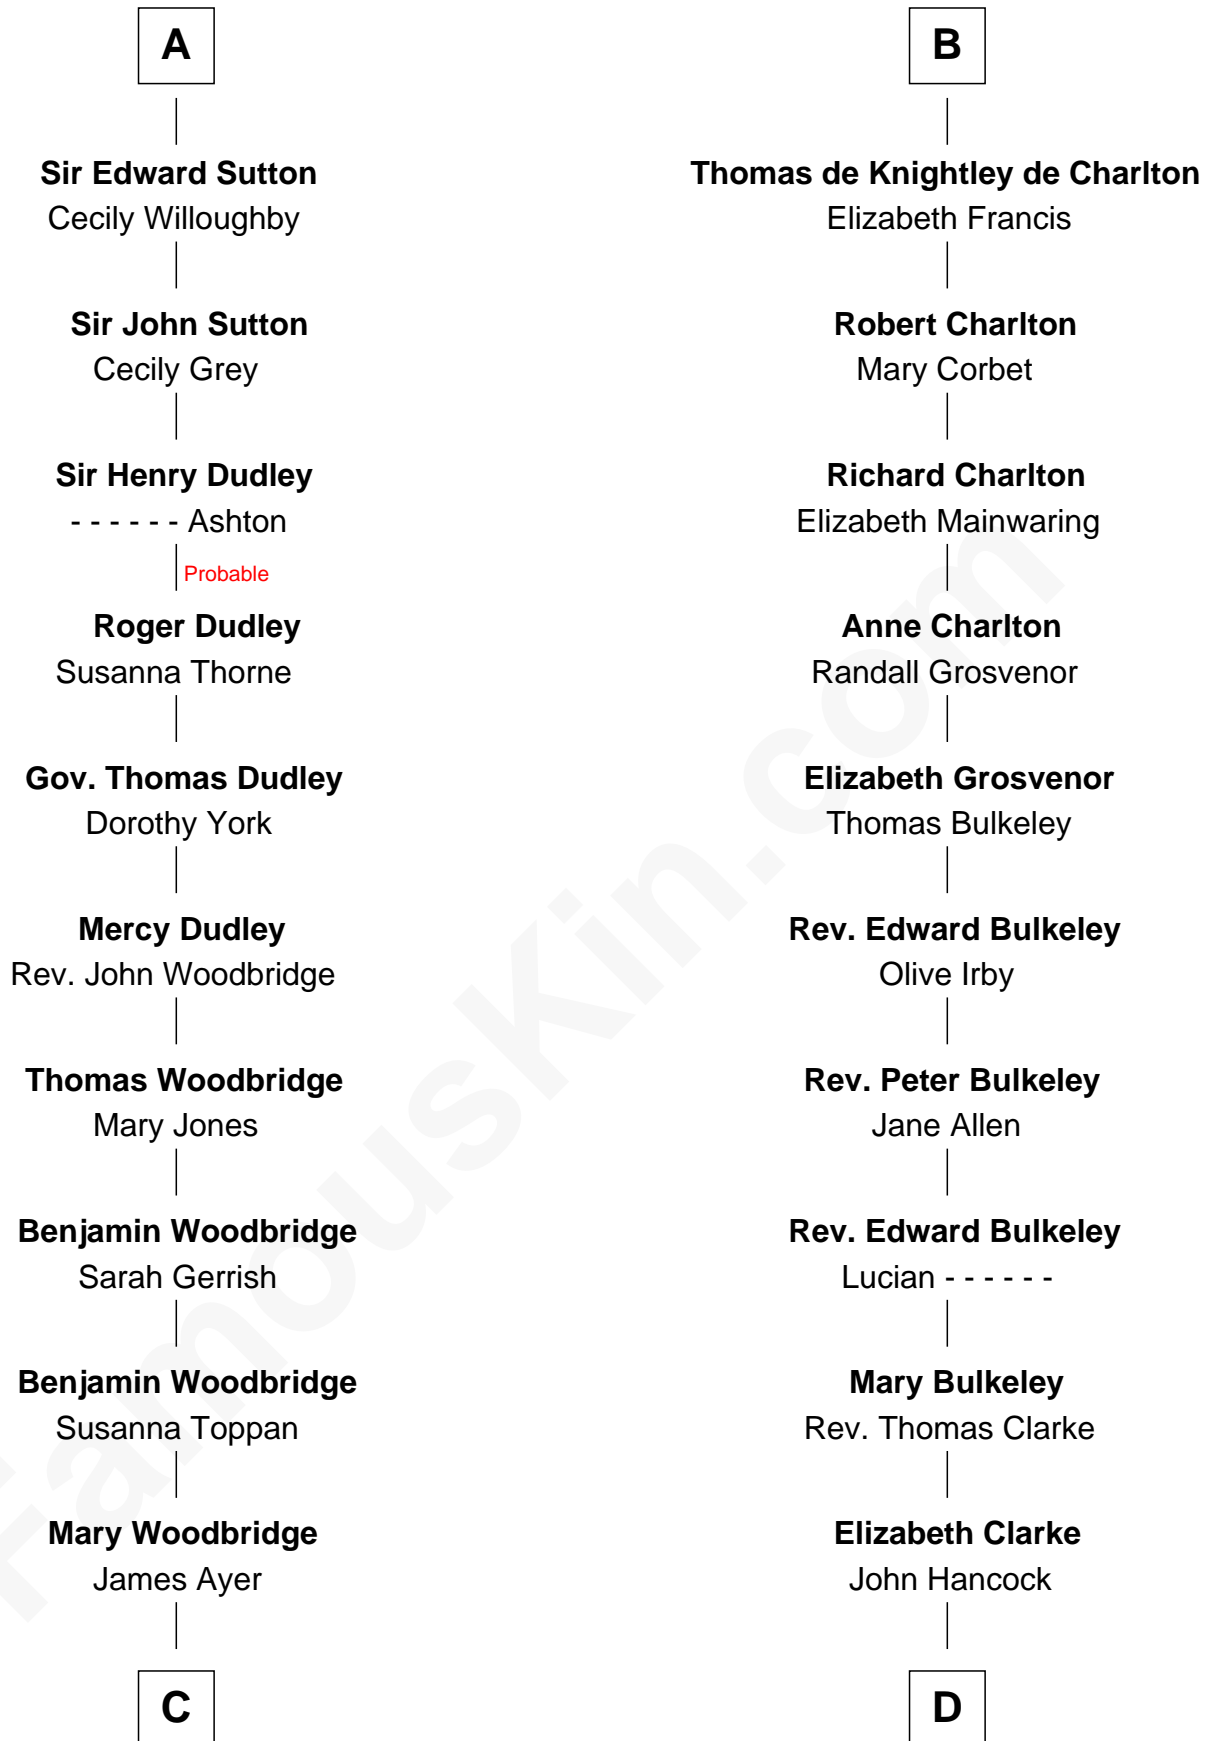 A
Sir Edward Sutton
Cecily Willoughby
Sir John Sutton
Cecily Grey
Sir Henry Dudley
- - - - - - Ashton
Probable
Roger Dudley
Susanna Thorne
Gov. Thomas Dudley
Dorothy York
Mercy Dudley
Rev. John Woodbridge
Thomas Woodbridge
Mary Jones
Benjamin Woodbridge
Sarah Gerrish
Benjamin Woodbridge
Susanna Toppan
Mary Woodbridge
James Ayer
C
B
Thomas de Knightley de Charlton
Elizabeth Francis
Robert Charlton
Mary Corbet
Richard Charlton
Elizabeth Mainwaring
Anne Charlton
Randall Grosvenor
Elizabeth Grosvenor
Thomas Bulkeley
Rev. Edward Bulkeley
Olive Irby
Rev. Peter Bulkeley
Jane Allen
Rev. Edward Bulkeley
Lucian - - - - - -
Mary Bulkeley
Rev. Thomas Clarke
Elizabeth Clarke
John Hancock
D
FamousKin.com